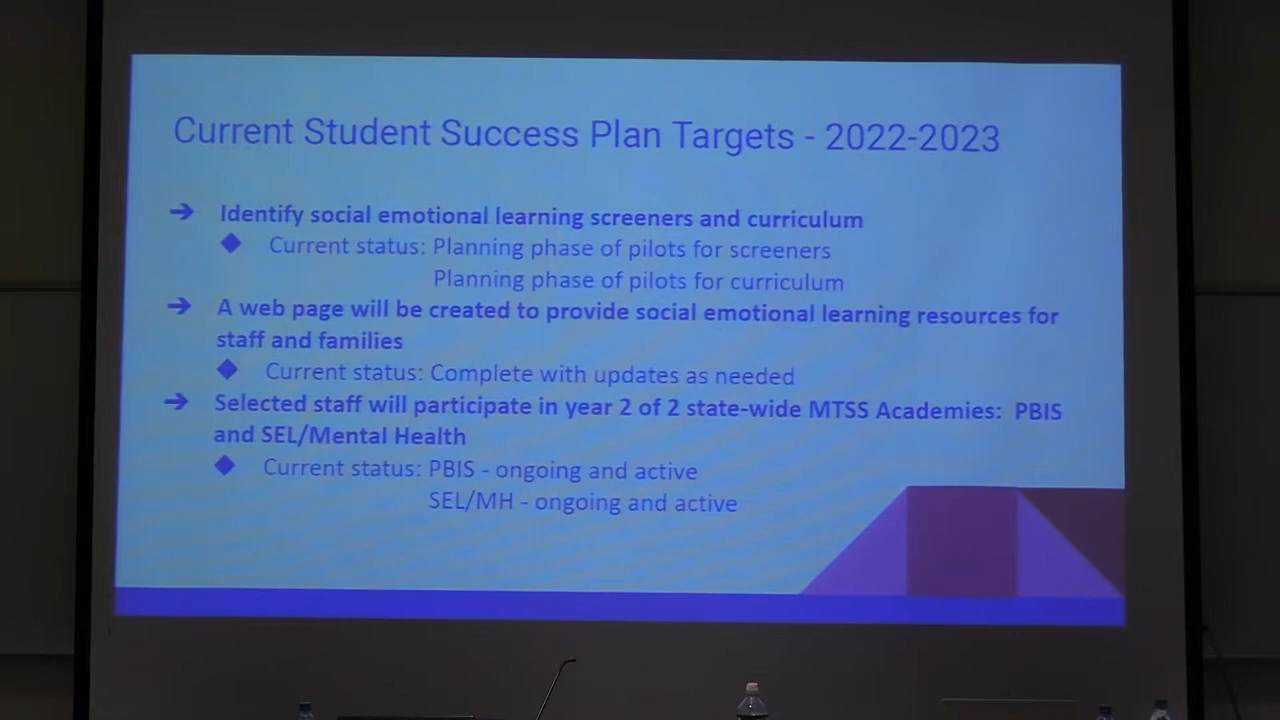 Current Student Success Plan Targets - 2022-2023
Identify social emotional learning screeners and curriculum
Current status: Planning phase of pilots for screeners
Planning phase of pilots for curriculum
A web page will be created to provide social emotional learning resources for
staff and families
Current status: Complete with updates as needed
Selected staff will participate in year 2 of 2 state-wide MTSS Academies: PBIS
and SEL/Mental Health
Current status: PBIS - ongoing and active
SEL/MH - ongoing and active